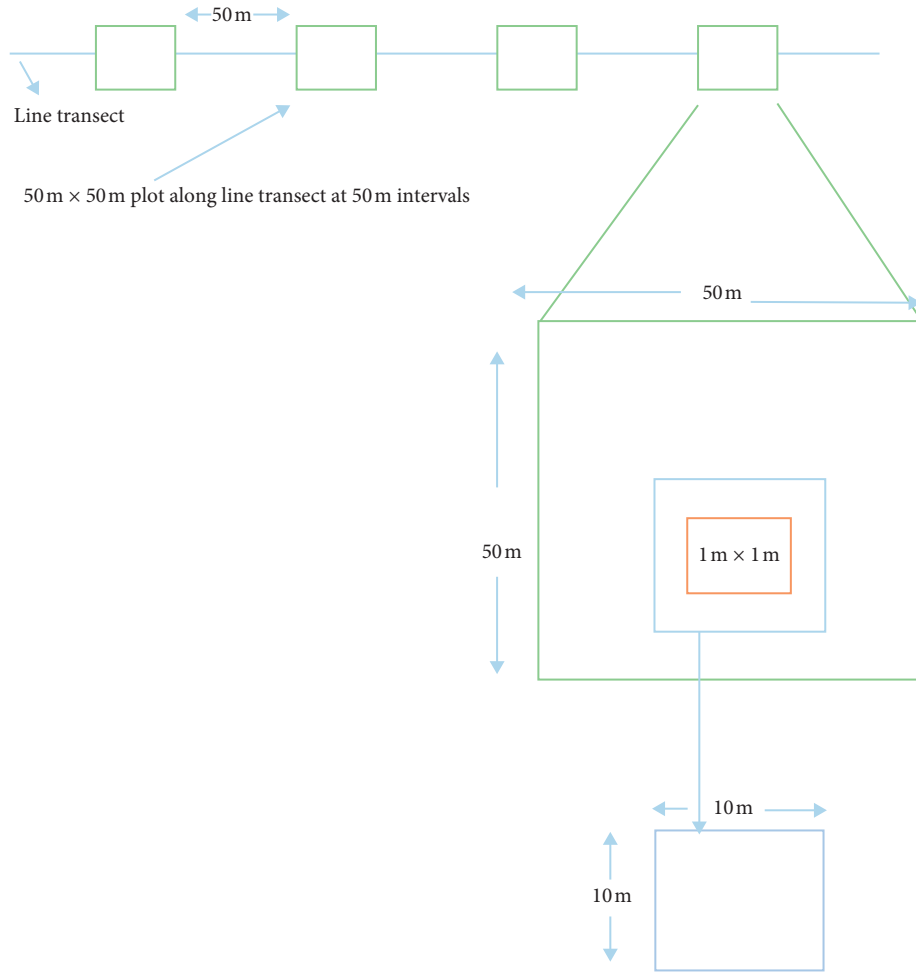 50 m
Line transect
50 m × 50 m plot along line transect at 50 m intervals
50 m
50 m
1 m × 1 m
10 m
10 m